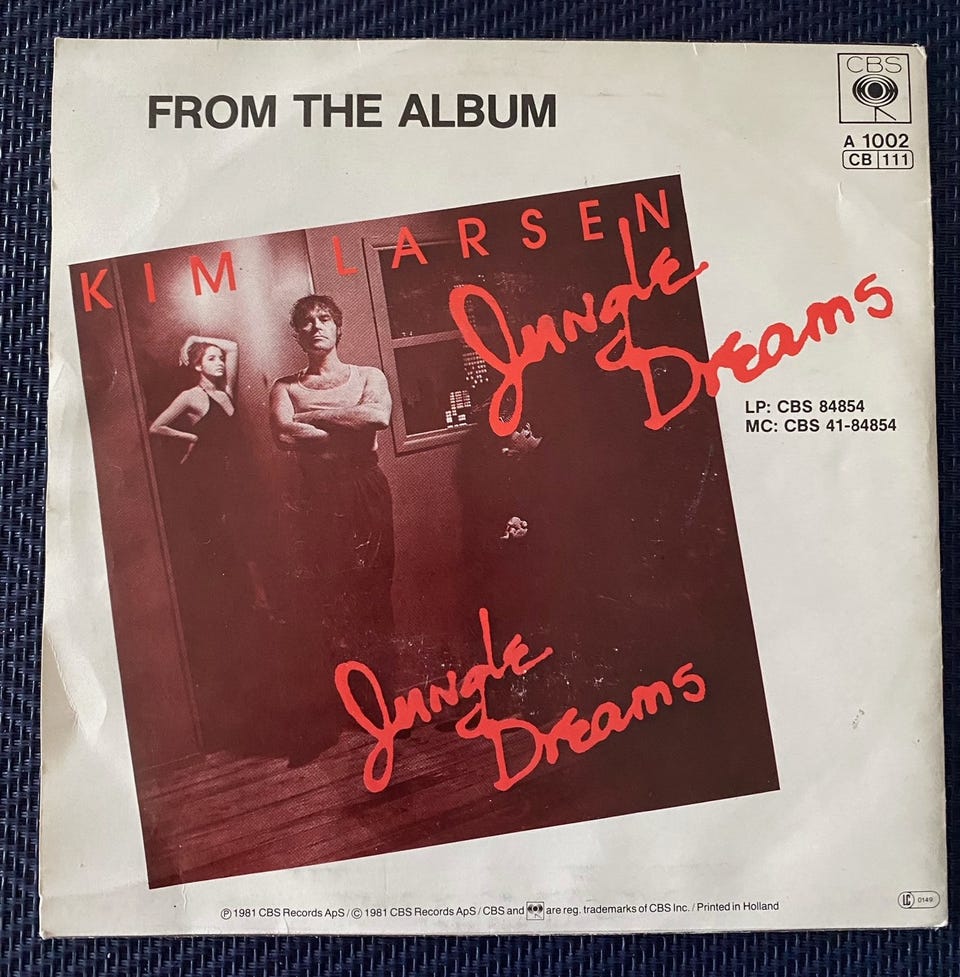 FROM THE ALBUM
CBS
A 1002
CB 111
KIM LARSEN
Jungle
Dreams
LP: CBS 84854
MC: CBS 41-84854
Jungle
Dreams
Ⓟ 1981 CBS Records ApS / © 1981 CBS Records ApS / CBS and are reg. trademarks of CBS Inc. / Printed in Holland
LC 0149